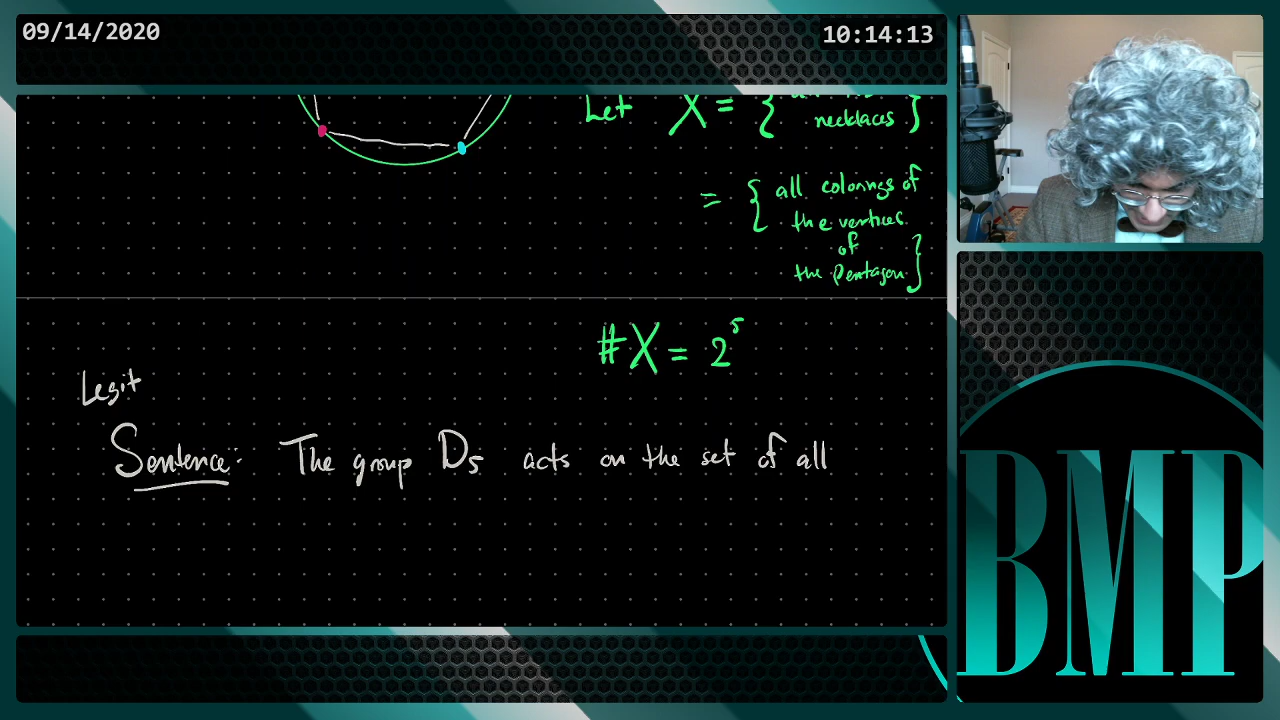 09/14/2020
10:14:13
Let X = {
necklaces }
= { all colorings of
the vertices
of
the pentagon }
#X = 2⁵
Legit
Sentence: The group D₅ acts on the set of all
BMP